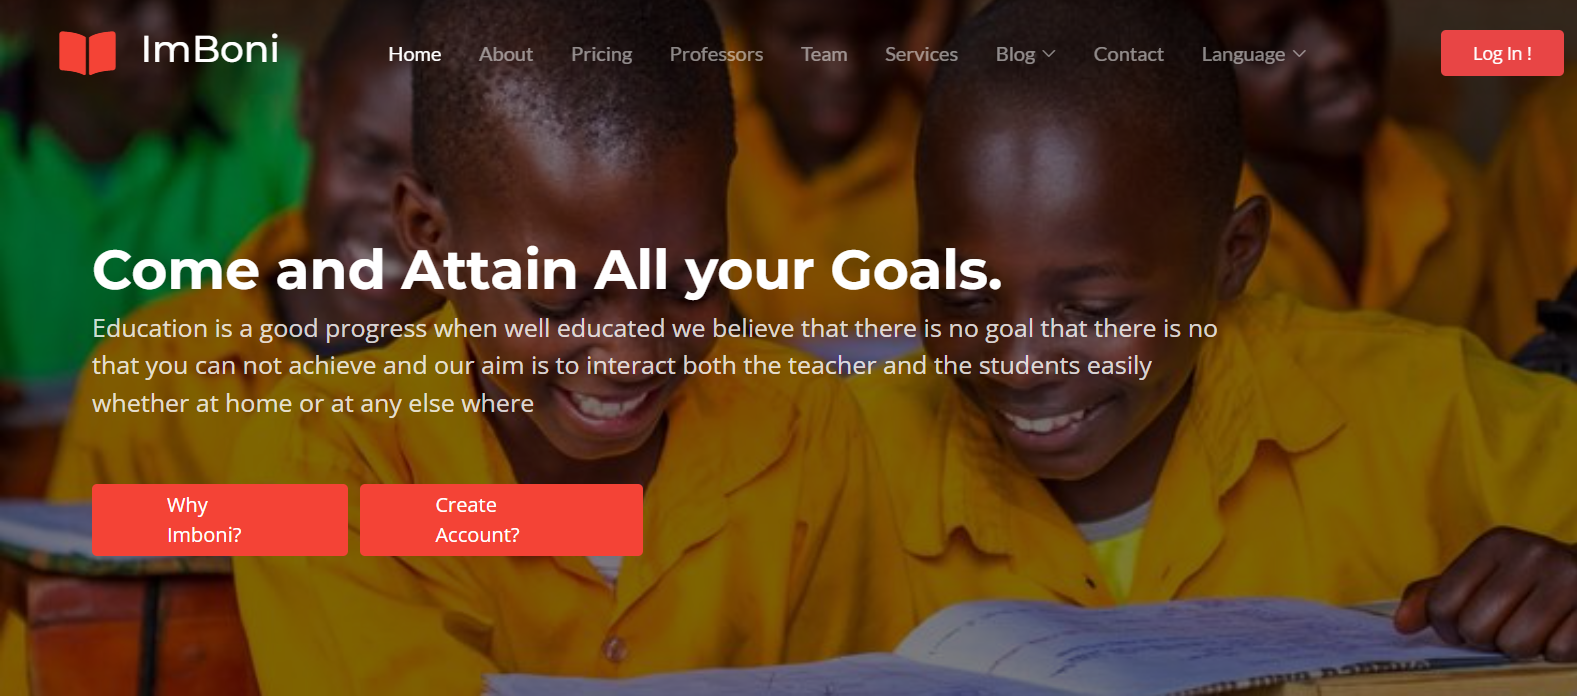 ImBoni
Home About Pricing Professors Team Services Blog Contact Language Log In !
Come and Attain All your Goals.
Education is a good progress when well educated we believe that there is no goal that there is no
that you can not achieve and our aim is to interact both the teacher and the students easily
whether at home or at any else where
Why
Imboni?
Create
Account?